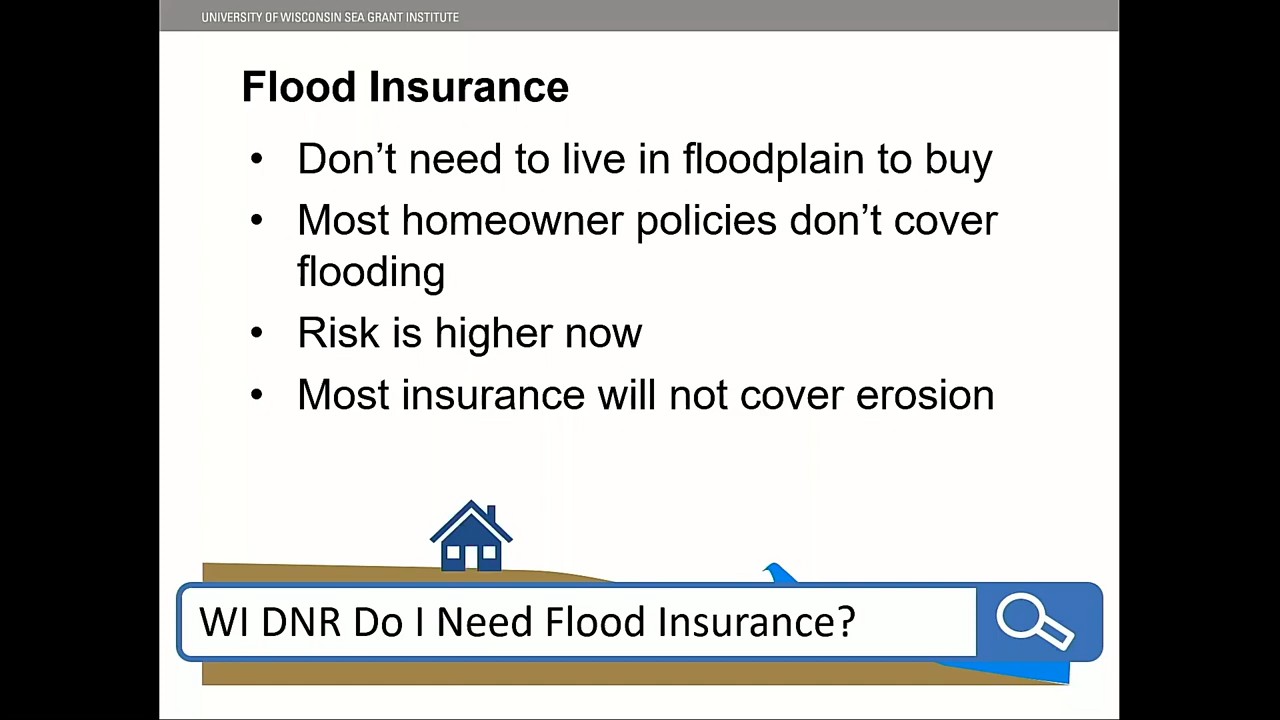 UNIVERSITY OF WISCONSIN SEA GRANT INSTITUTE
Flood Insurance
• Don’t need to live in floodplain to buy
• Most homeowner policies don’t cover
flooding
• Risk is higher now
• Most insurance will not cover erosion
WI DNR Do I Need Flood Insurance?